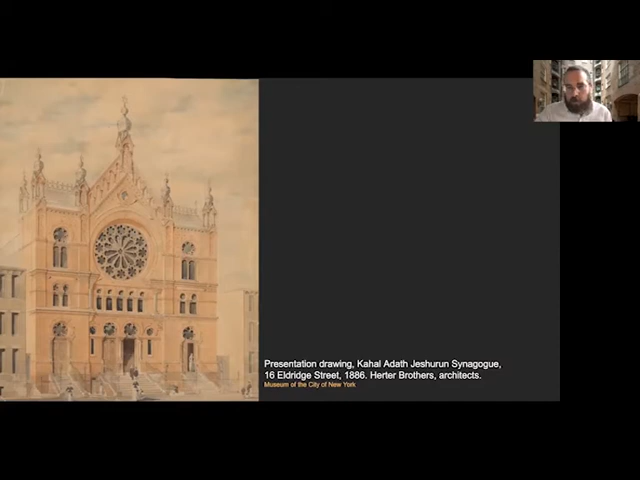 Presentation drawing, Kahal Adath Jeshurun Synagogue,
16 Eldridge Street, 1886. Herter Brothers, architects.
Museum of the City of New York